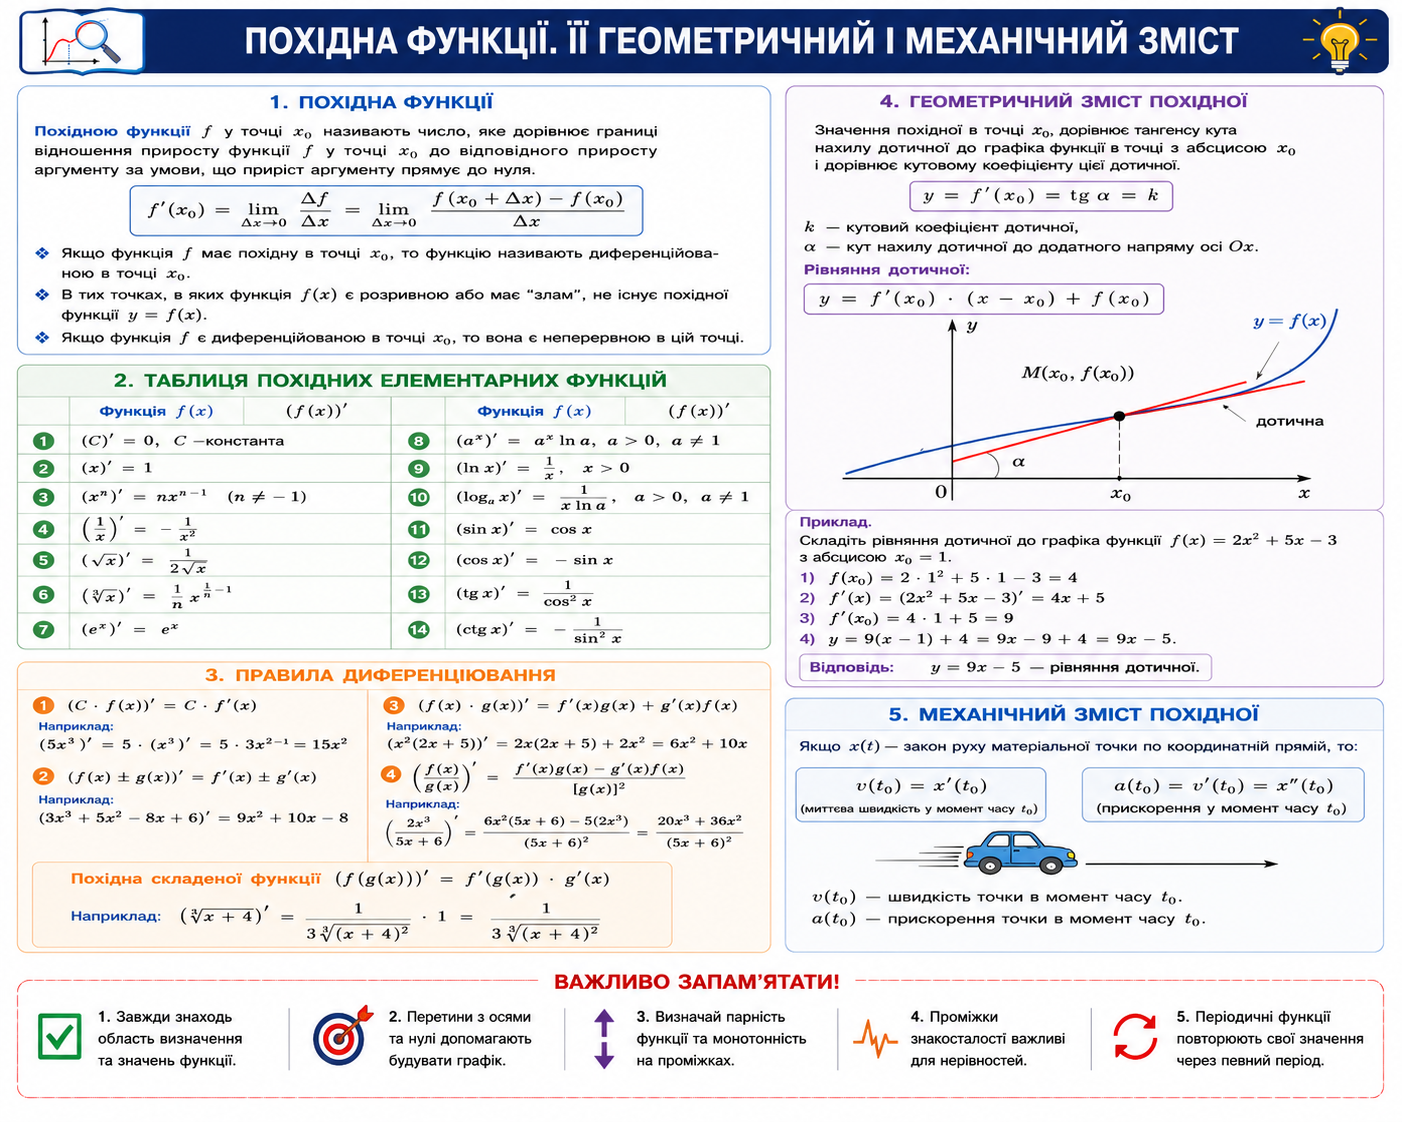 ПОХІДНА ФУНКЦІЇ. ЇЇ ГЕОМЕТРИЧНИЙ І МЕХАНІЧНИЙ ЗМІСТ
1. ПОХІДНА ФУНКЦІЇ
Похідною функції f у точці x₀ називають число, яке дорівнює границі
відношення приросту функції f у точці x₀ до відповідного приросту
аргументу за умови, що приріст аргументу прямує до нуля.
f′(x₀) = lim_{Δx→0} Δf/Δx = lim_{Δx→0} (f(x₀ + Δx) − f(x₀))/Δx
❖ Якщо функція f має похідну в точці x₀, то функцію називають диференційова-
ною в точці x₀.
❖ В тих точках, в яких функція f(x) є розривною або має “злам”, не існує похідної
функції y = f(x).
❖ Якщо функція f є диференційованою в точці x₀, то вона є неперервною в цій точці.
2. ТАБЛИЦЯ ПОХІДНИХ ЕЛЕМЕНТАРНИХ ФУНКЦІЙ
Функція f(x) (f(x))′ Функція f(x) (f(x))′
1 (C)′ = 0, C −константа
2 (x)′ = 1
3 (xⁿ)′ = nxⁿ⁻¹ (n ≠ −1)
4 (1/x)′ = −1/x²
5 (√x)′ = 1/(2√x)
6 (∛x)′ = (1/n) x^(1/n −1)
7 (eˣ)′ = eˣ
8 (aˣ)′ = aˣ ln a, a > 0, a ≠ 1
9 (ln x)′ = 1/x, x > 0
10 (logₐ x)′ = 1/(x ln a), a > 0, a ≠ 1
11 (sin x)′ = cos x
12 (cos x)′ = − sin x
13 (tg x)′ = 1/cos² x
14 (ctg x)′ = − 1/sin² x
3. ПРАВИЛА ДИФЕРЕНЦІЮВАННЯ
1 (C · f(x))′ = C · f′(x)
Наприклад:
(5x³)′ = 5 · (x³)′ = 5 · 3x²⁻¹ = 15x²
2 (f(x) ± g(x))′ = f′(x) ± g′(x)
Наприклад:
(3x³ + 5x² − 8x + 6)′ = 9x² + 10x − 8
3 (f(x) · g(x))′ = f′(x)g(x) + g′(x)f(x)
Наприклад:
(x²(2x + 5))′ = 2x(2x + 5) + 2x² = 6x² + 10x
4 (f(x)/g(x))′ = (f′(x)g(x) − g′(x)f(x))/[g(x)]²
Наприклад:
(2x³/(5x + 6))′ = (6x²(5x + 6) − 5(2x³))/(5x + 6)² = (20x³ + 36x²)/(5x + 6)²
Похідна складеної функції (f(g(x)))′ = f′(g(x)) · g′(x)
Наприклад: (∛(x + 4))′ = 1/(3∛(x + 4)²) · 1 = 1/(3∛(x + 4)²)
4. ГЕОМЕТРИЧНИЙ ЗМІСТ ПОХІДНОЇ
Значення похідної в точці x₀, дорівнює тангенсу кута
нахилу дотичної до графіка функції в точці з абсцисою x₀
і дорівнює кутовому коефіцієнту цієї дотичної.
y = f′(x₀) = tg α = k
k — кутовий коефіцієнт дотичної,
α — кут нахилу дотичної до додатного напряму осі Ox.
Рівняння дотичної:
y = f′(x₀) · (x − x₀) + f(x₀)
y
y = f(x)
M(x₀, f(x₀))
дотична
α
0 x₀ x
Приклад.
Складіть рівняння дотичної до графіка функції f(x) = 2x² + 5x − 3
з абсцисою x₀ = 1.
1) f(x₀) = 2 · 1² + 5 · 1 − 3 = 4
2) f′(x) = (2x² + 5x − 3)′ = 4x + 5
3) f′(x₀) = 4 · 1 + 5 = 9
4) y = 9(x − 1) + 4 = 9x − 9 + 4 = 9x − 5.
Відповідь: y = 9x − 5 — рівняння дотичної.
5. МЕХАНІЧНИЙ ЗМІСТ ПОХІДНОЇ
Якщо x(t) — закон руху матеріальної точки по координатній прямій, то:
v(t₀) = x′(t₀)
(миттєва швидкість у момент часу t₀)
a(t₀) = v′(t₀) = x″(t₀)
(прискорення у момент часу t₀)
v(t₀) — швидкість точки в момент часу t₀.
a(t₀) — прискорення точки в момент часу t₀.
ВАЖЛИВО ЗАПАМ’ЯТАТИ!
1. Завжди знаходь
область визначення
та значень функції.
2. Перетини з осями
та нулі допомагають
будувати графік.
3. Визначай парність
функції та монотонність
на проміжках.
4. Проміжки
знакосталості важливі
для нерівностей.
5. Періодичні функції
повторюють свої значення
через певний період.